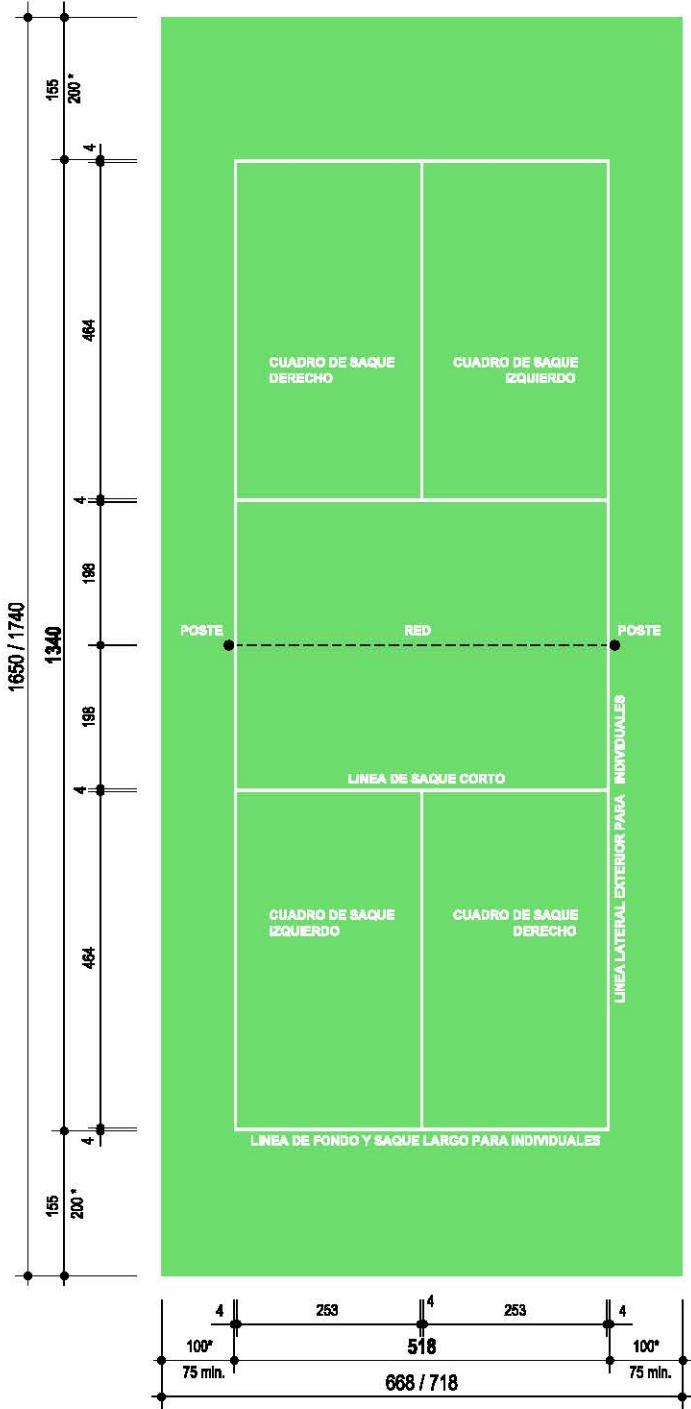 155
200 *
4
464
4
198
1650 / 1740
1340
198
4
464
4
155
200 *
CUADRO DE SAQUE
DERECHO
CUADRO DE SAQUE
IZQUIERDO
POSTE
RED
POSTE
LINEA DE SAQUE CORTO
LINEA LATERAL EXTERIOR PARA INDIVIDUALES
CUADRO DE SAQUE
IZQUIERDO
CUADRO DE SAQUE
DERECHO
LINEA DE FONDO Y SAQUE LARGO PARA INDIVIDUALES
4
253
4
253
4
100*
518
100*
75 min.
75 min.
668 / 718